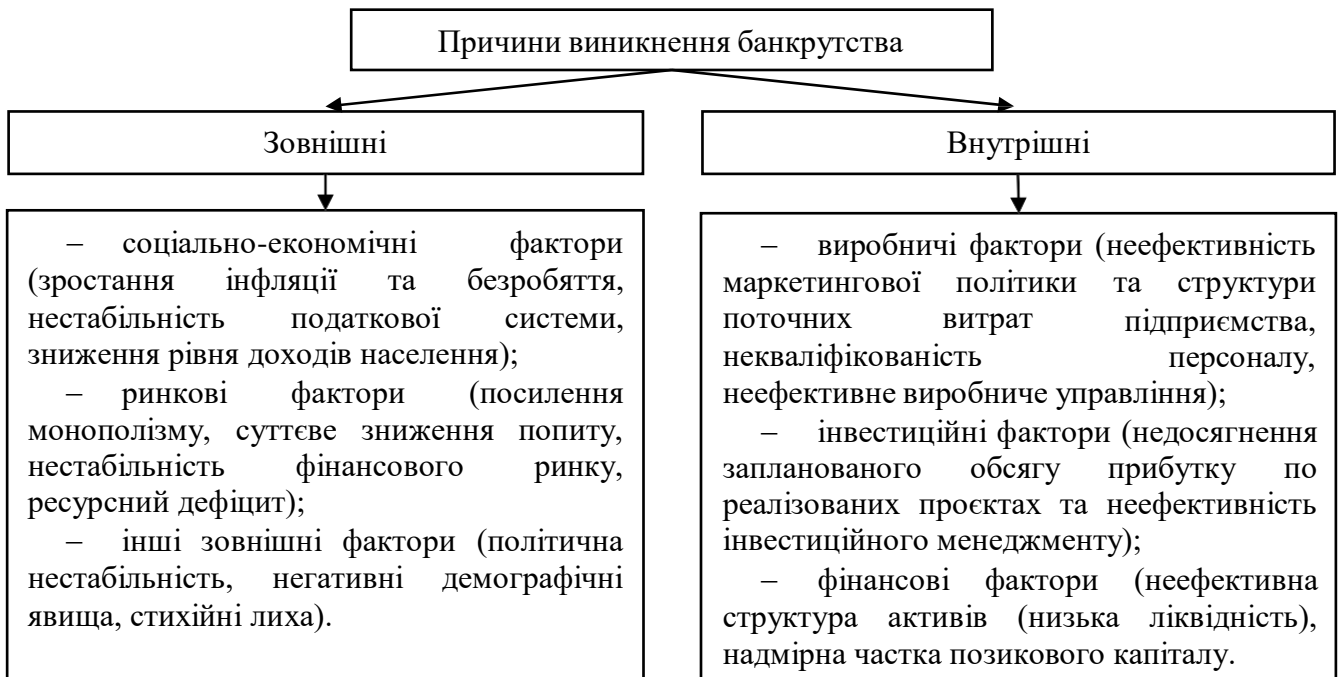 Причини виникнення банкрутства
Зовнішні
Внутрішні
– соціально-економічні фактори
(зростання інфляції та безробяття,
нестабільність податкової системи,
зниження рівня доходів населення);
– ринкові фактори (посилення
монополізму, суттєве зниження попиту,
нестабільність фінансового ринку,
ресурсний дефіцит);
– інші зовнішні фактори (політична
нестабільність, негативні демографічні
явища, стихійні лиха).
– виробничі фактори (неефективність
маркетингової політики та структури
поточних витрат підприємства,
некваліфікованість персоналу,
неефективне виробниче управління);
– інвестиційні фактори (недосягнення
запланованого обсягу прибутку по
реалізованих проєктах та неефективність
інвестиційного менеджменту);
– фінансові фактори (неефективна
структура активів (низька ліквідність),
надмірна частка позикового капіталу.